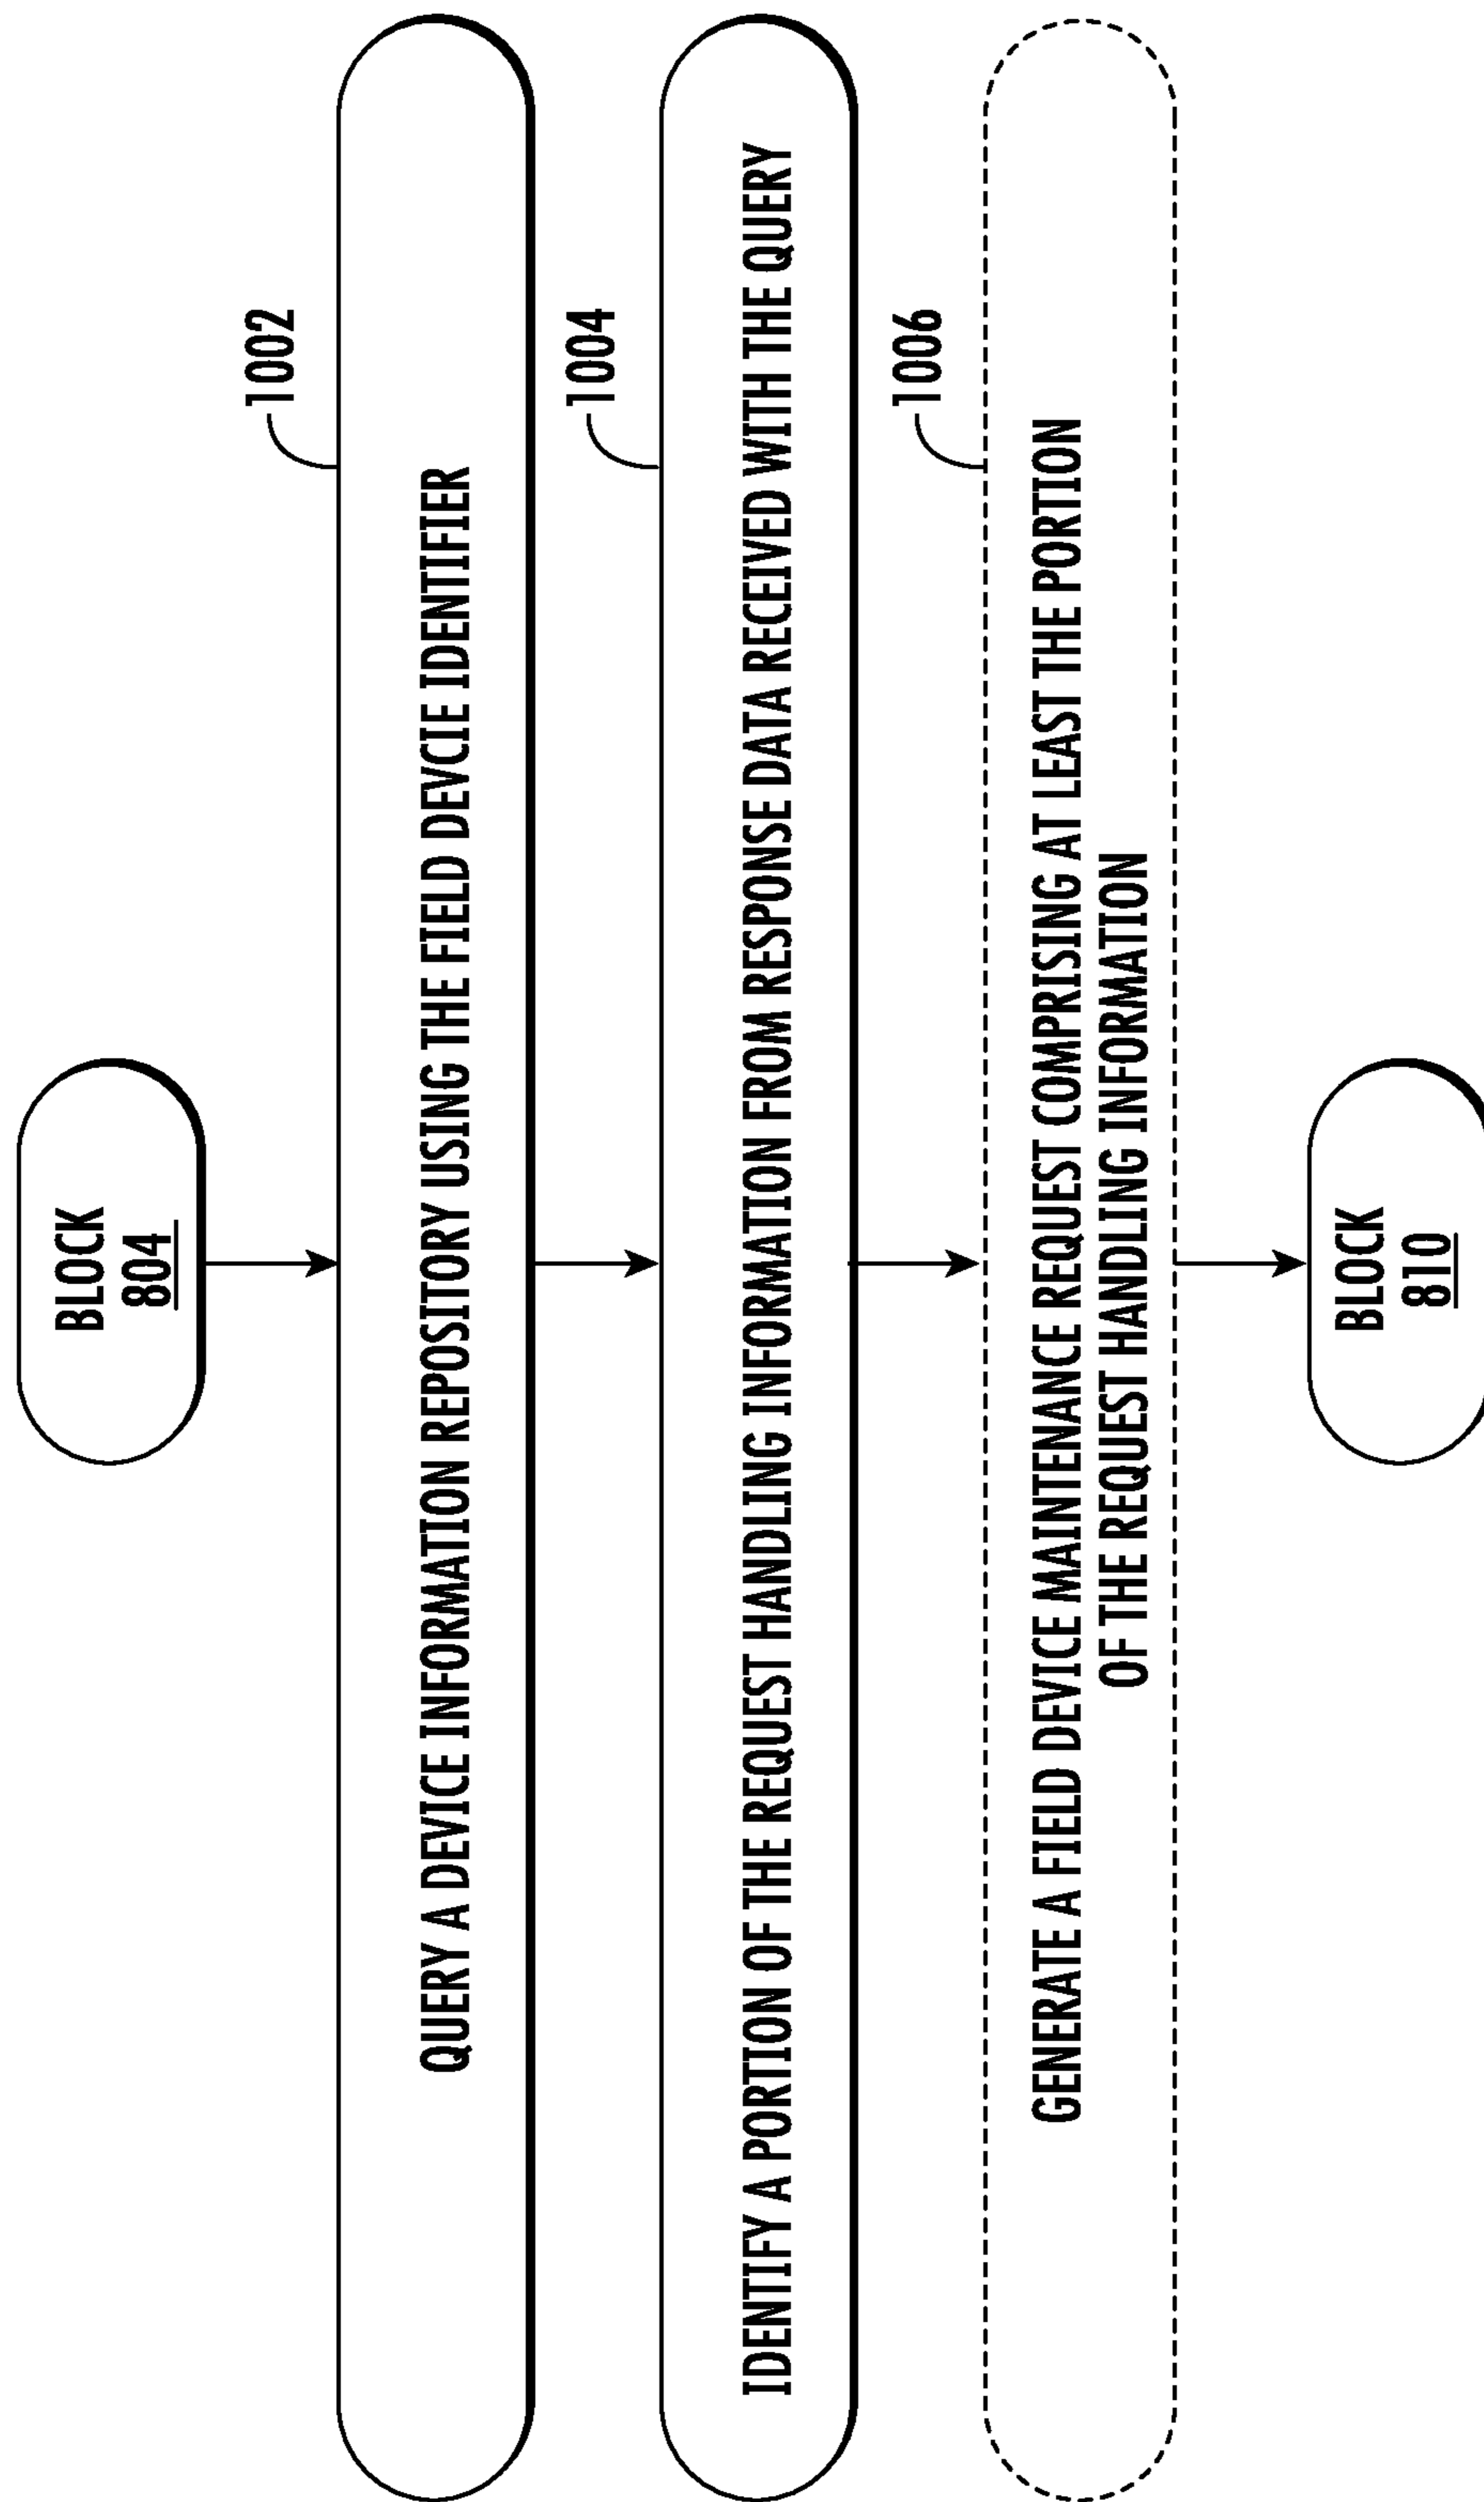 BLOCK
804
1002
QUERY A DEVICE INFORMATION REPOSITORY USING THE FIELD DEVCIE IDENTIFIER
1004
IDENTIFY A PORTION OF THE REQUEST HANDLING INFORMATION FROM RESPONSE DATA RECEIVED WITH THE QUERY
1006
GENERATE A FIELD DEVICE MAINTENANCE REQUEST COMPRISING AT LEAST THE PORTION
OF THE REQUEST HANDLING INFORMATION
BLOCK
810